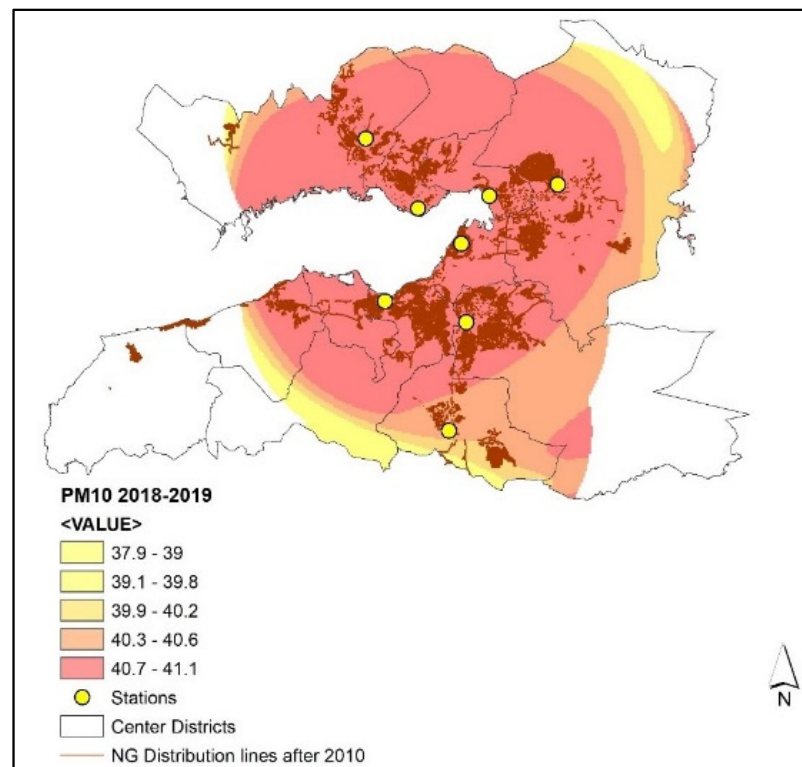 PM10 2018-2019
<VALUE>
37.9 - 39
39.1 - 39.8
39.9 - 40.2
40.3 - 40.6
40.7 - 41.1
Stations
Center Districts
NG Distribution lines after 2010
N